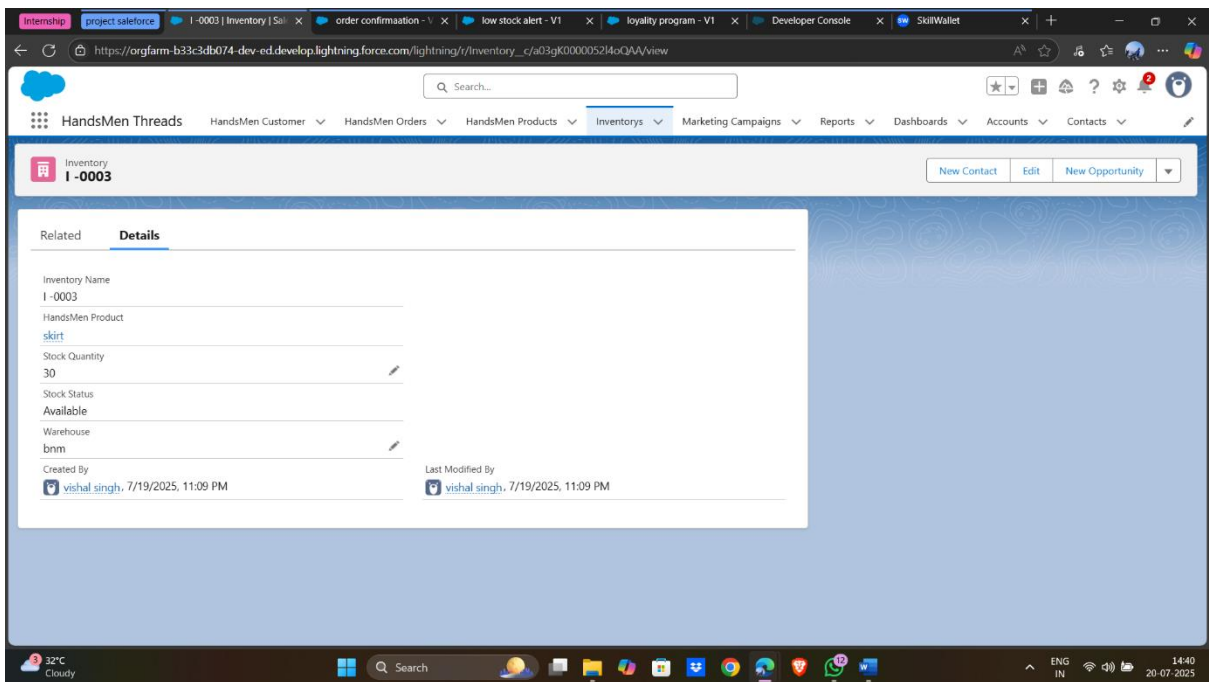 Internship
project saleforce
I -0003 | Inventory | Sal
order confirmaation - V
low stock alert - V1
loyality program - V1
Developer Console
SkillWallet
https://orgfarm-b33c3db074-dev-ed.develop.lightning.force.com/lightning/r/Inventory__c/a03gK0000052l4oQAA/view
Search...
2
HandsMen Threads
HandsMen Customer
HandsMen Orders
HandsMen Products
Inventorys
Marketing Campaigns
Reports
Dashboards
Accounts
Contacts
Inventory
I -0003
New Contact
Edit
New Opportunity
Related
Details
Inventory Name
I -0003
HandsMen Product
skirt
Stock Quantity
30
Stock Status
Available
Warehouse
bnm
Created By
Last Modified By
vishal singh, 7/19/2025, 11:09 PM
vishal singh, 7/19/2025, 11:09 PM
3
32°C
Cloudy
Search
12
ENG
IN
14:40
20-07-2025